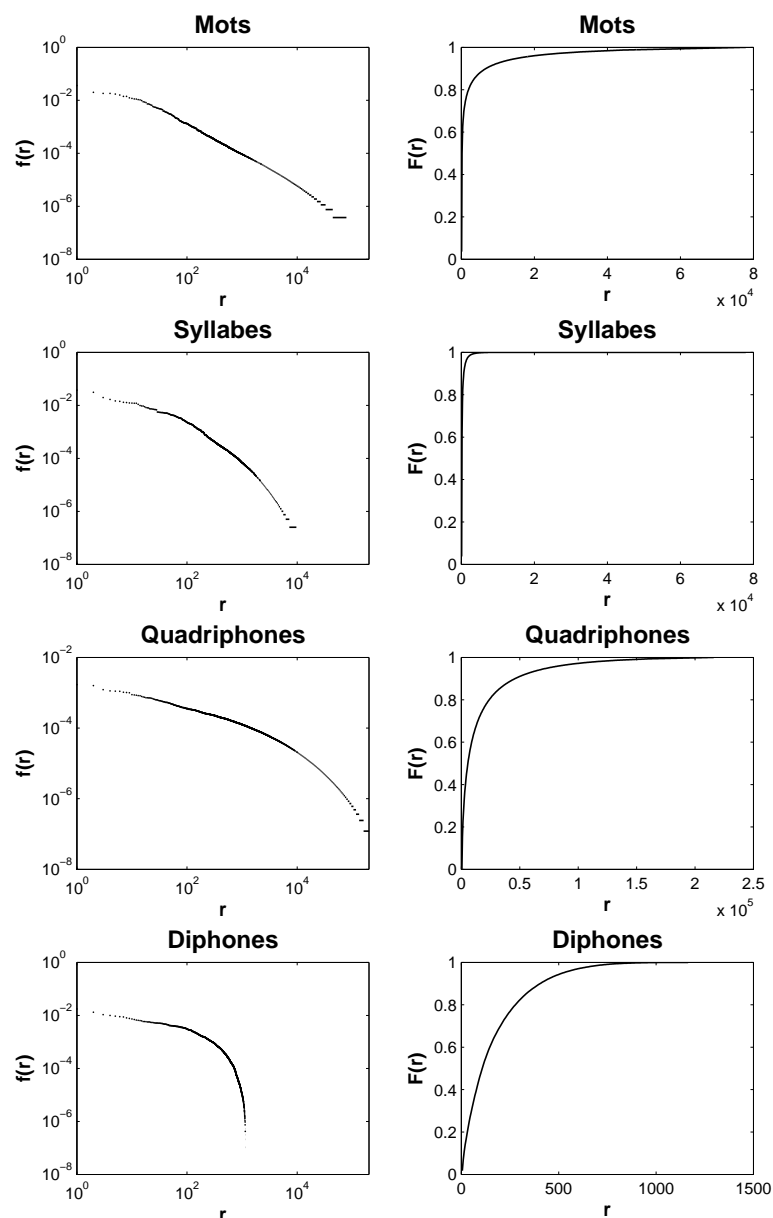 Mots
10^0
10^−2
10^−4
10^−6
10^−8
f(r)
10^0 10^2 10^4
r
Mots
1
0.8
0.6
0.4
0.2
0
F(r)
0 2 4 6 8
x 10^4
r
Syllabes
10^0
10^−2
10^−4
10^−6
10^−8
f(r)
10^0 10^2 10^4
r
Syllabes
1
0.8
0.6
0.4
0.2
0
F(r)
0 2 4 6 8
x 10^4
r
Quadriphones
10^−2
10^−4
10^−6
10^−8
f(r)
10^0 10^2 10^4
r
Quadriphones
1
0.8
0.6
0.4
0.2
0
F(r)
0 0.5 1 1.5 2 2.5
x 10^5
r
Diphones
10^0
10^−2
10^−4
10^−6
10^−8
f(r)
10^0 10^2 10^4
r
Diphones
1
0.8
0.6
0.4
0.2
0
F(r)
0 500 1000 1500
r